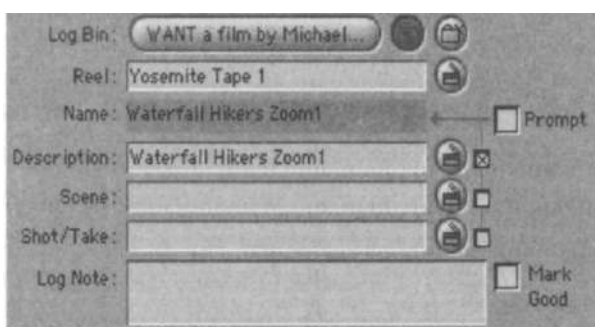 Log Bin: WANT a film by Michael...
Reel: Yosemite Tape 1
Name: Waterfall Hikers Zoom1
Prompt
Description: Waterfall Hikers Zoom1
Scene:
Shot/Take:
Log Note:
Mark
Good